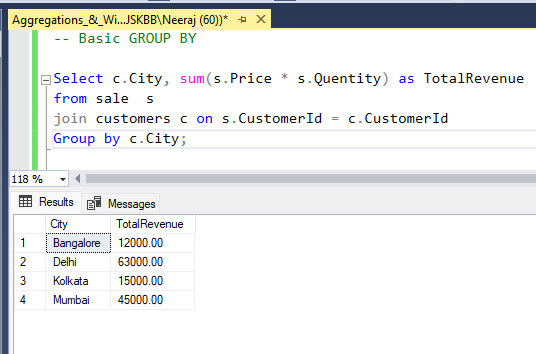 Aggregations_&_Wi...JSKBB\Neeraj (60))*
-- Basic GROUP BY
Select c.City, sum(s.Price * s.Quentity) as TotalRevenue
from sale s
join customers c on s.CustomerId = c.CustomerId
Group by c.City;
118 %
Results Messages
City TotalRevenue
1 Bangalore 12000.00
2 Delhi 63000.00
3 Kolkata 15000.00
4 Mumbai 45000.00